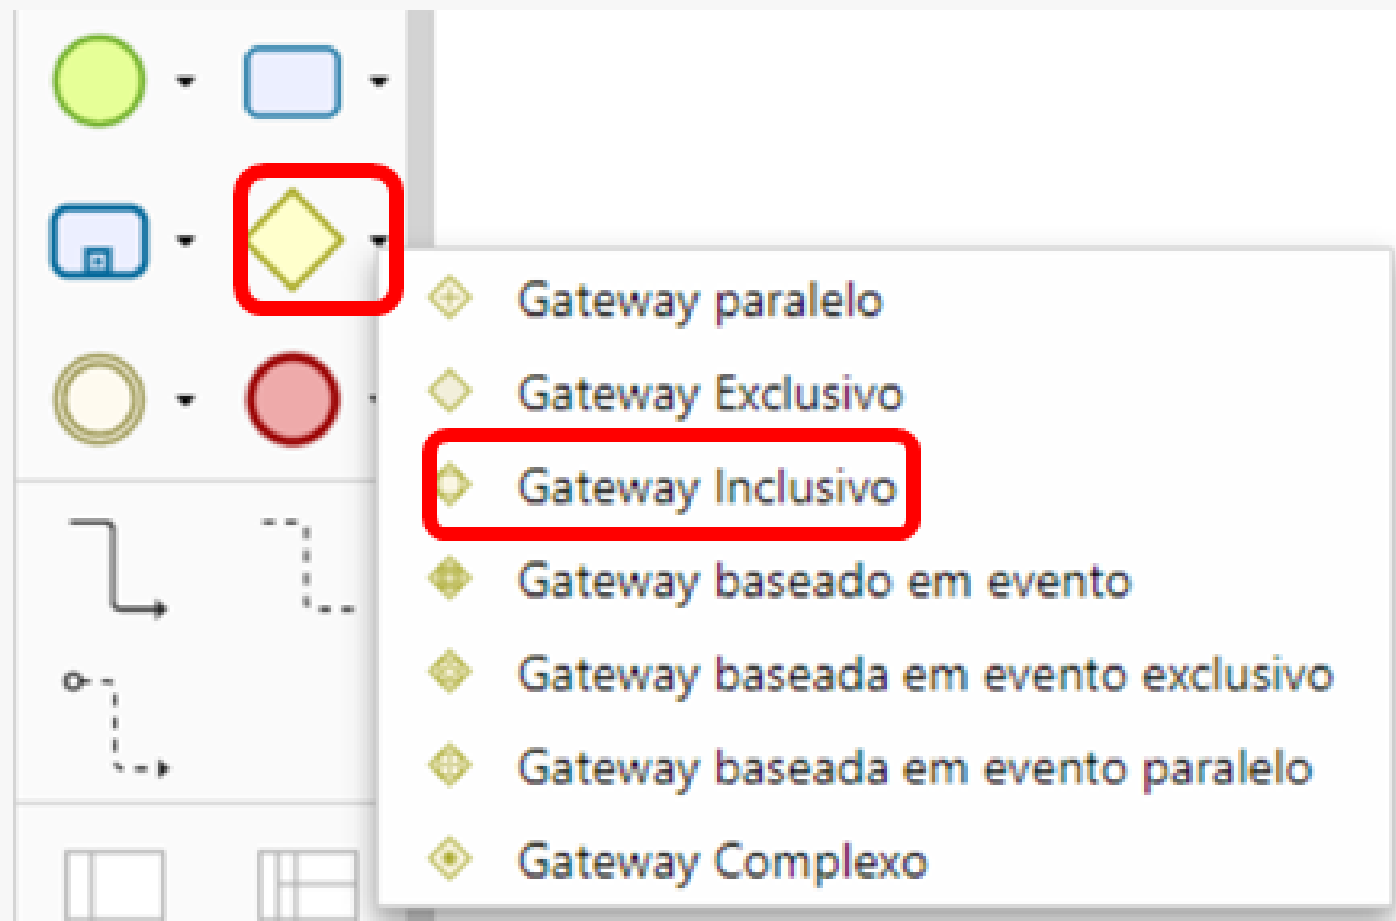 Gateway paralelo
Gateway Exclusivo
Gateway Inclusivo
Gateway baseado em evento
Gateway baseada em evento exclusivo
Gateway baseada em evento paralelo
Gateway Complexo